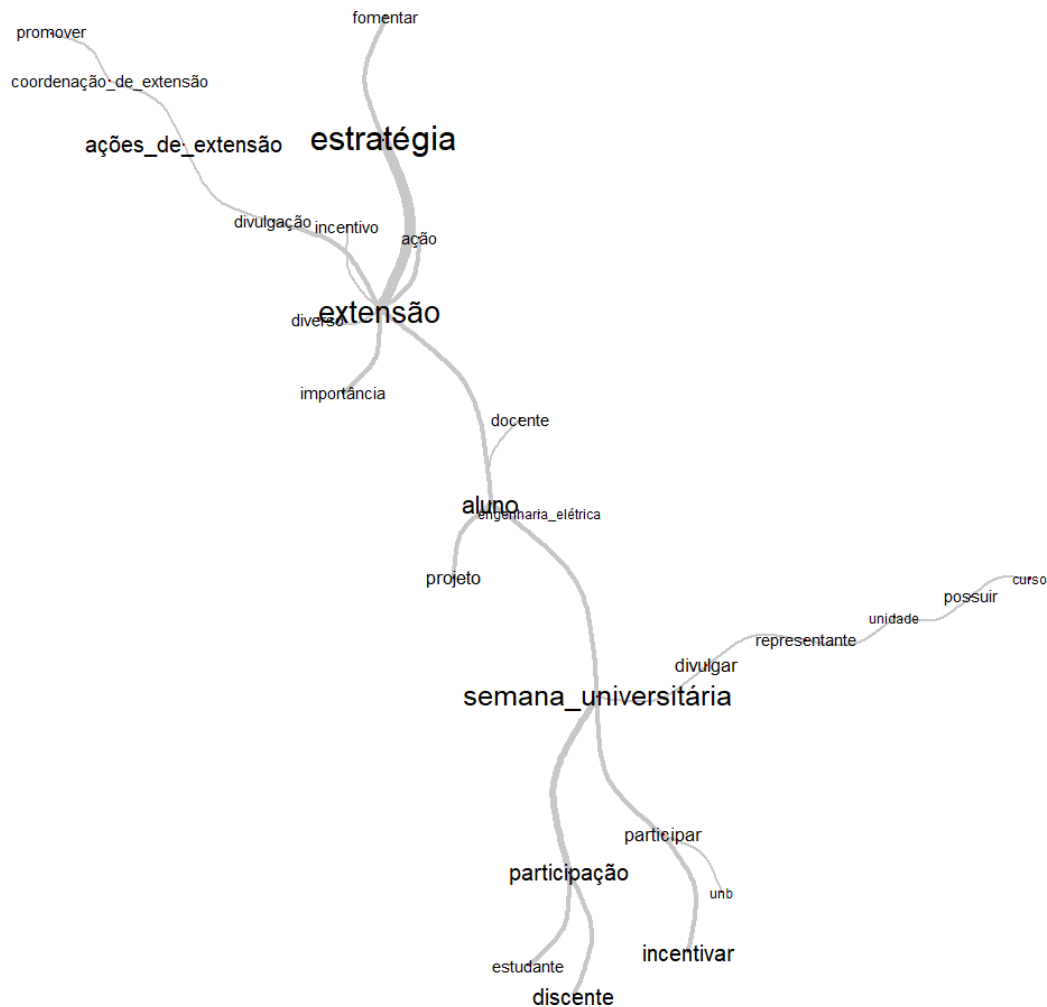 fomentar
promover
coordenação_de_extensão
estratégia
ações_de_extensão
divulgação
incentivo
ação
extensão
diverso
importância
docente
aluno
engenharia_elétrica
projeto
curso
possuir
unidade
representante
divulgar
semana_universitária
participar
participação
unb
incentivar
estudante
discente